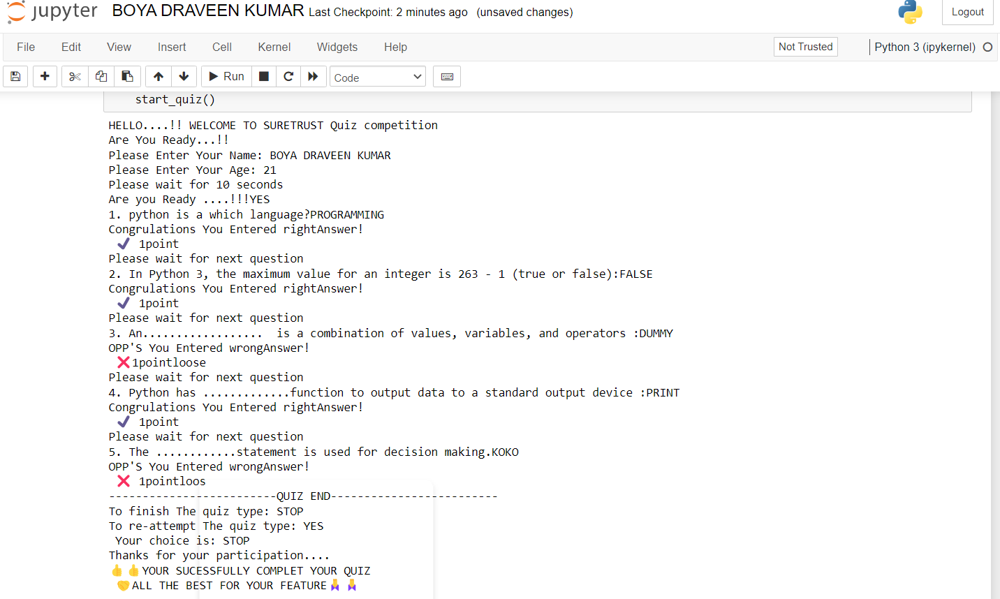 jupyter BOYA DRAVEEN KUMAR Last Checkpoint: 2 minutes ago (unsaved changes) Logout
File Edit View Insert Cell Kernel Widgets Help Not Trusted Python 3 (ipykernel)
Run Code
start_quiz()
HELLO....!! WELCOME TO SURETRUST Quiz competition
Are You Ready...!!
Please Enter Your Name: BOYA DRAVEEN KUMAR
Please Enter Your Age: 21
Please wait for 10 seconds
Are you Ready ....!!!YES
1. python is a which language?PROGRAMMING
Congrulations You Entered rightAnswer!
✔ 1point
Please wait for next question
2. In Python 3, the maximum value for an integer is 263 - 1 (true or false):FALSE
Congrulations You Entered rightAnswer!
✔ 1point
Please wait for next question
3. An..................  is a combination of values, variables, and operators :DUMMY
OPP'S You Entered wrongAnswer!
❌1pointloose
Please wait for next question
4. Python has .............function to output data to a standard output device :PRINT
Congrulations You Entered rightAnswer!
✔ 1point
Please wait for next question
5. The ............statement is used for decision making.KOKO
OPP'S You Entered wrongAnswer!
❌ 1pointloos
-------------------------QUIZ END-------------------------
To finish The quiz type: STOP
To re-attempt The quiz type: YES
Your choice is: STOP
Thanks for your participation....
👍👍YOUR SUCESSFULLY COMPLET YOUR QUIZ
🤝ALL THE BEST FOR YOUR FEATURE